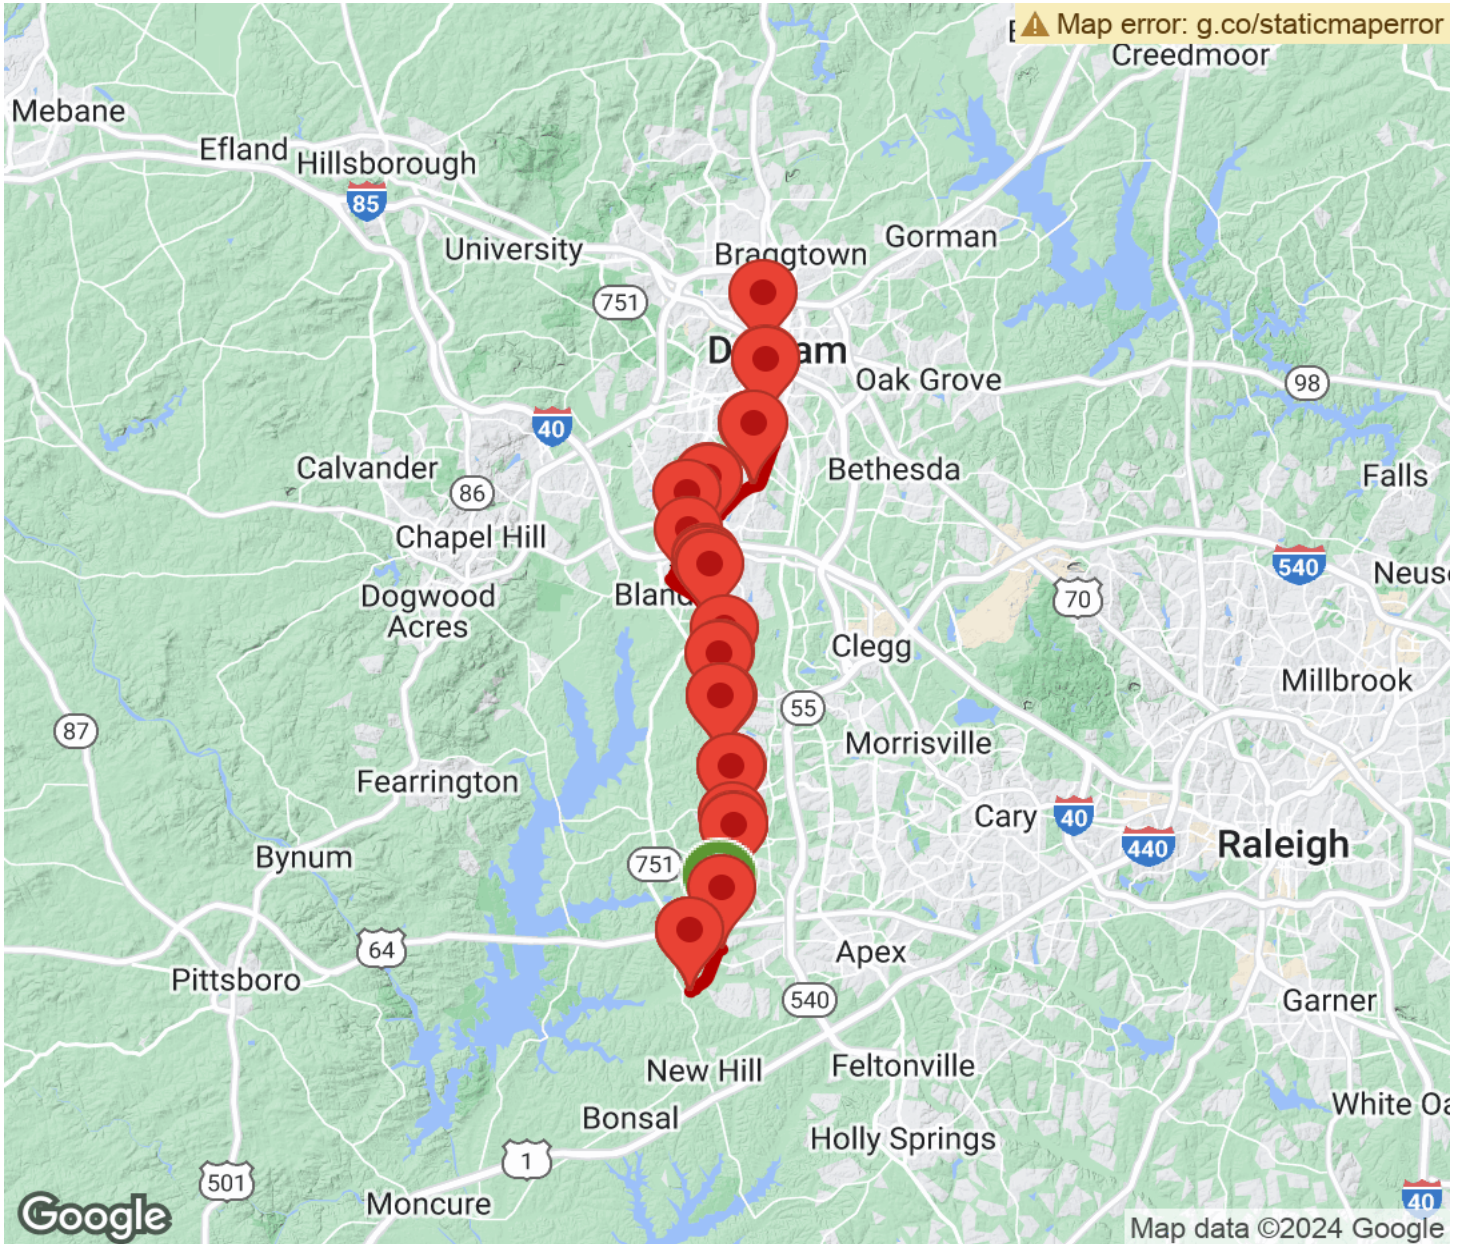 Map error: g.co/staticmaperror
Creedmoor
Mebane
Efland
Hillsborough
85
University
Braggtown
Gorman
751
Oak Grove
98
40
Calvander
86
Bethesda
Falls
Chapel Hill
540
Dogwood
Acres
70
Clegg
Millbrook
87
55
Morrisville
Fearrington
Cary
40
440
Raleigh
Bynum
751
64
Apex
Pittsboro
540
Garner
New Hill
Feltonville
Bonsal
Holly Springs
1
501
Moncure
40
Google
Map data ©2024 Google